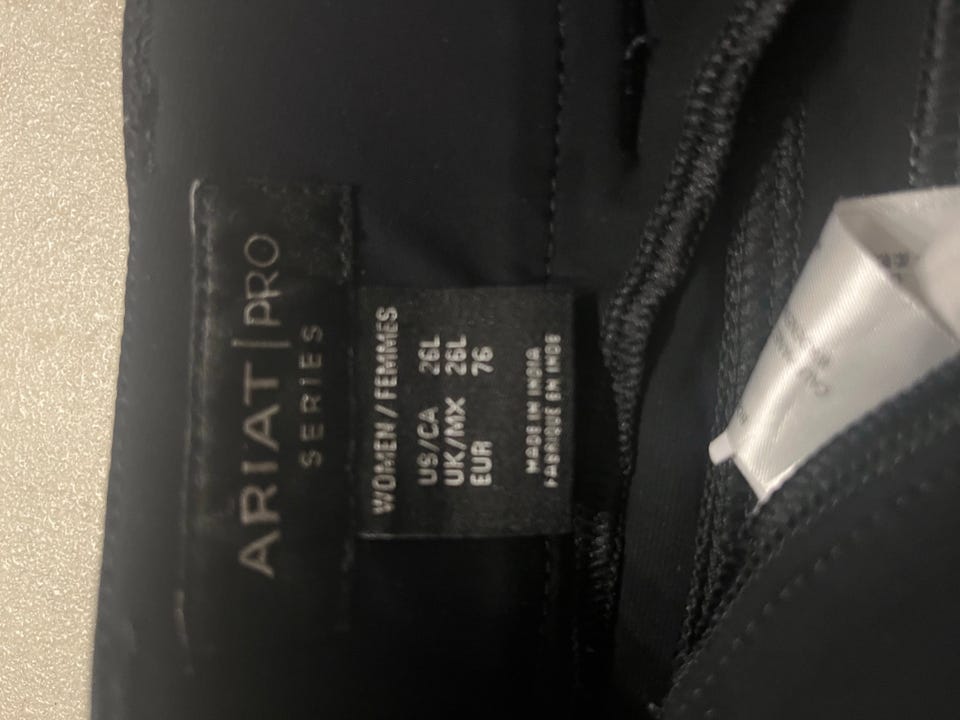 ARIAT | PRO
SERIES
WOMEN / FEMMES
US/CA 26L
UK/MX 26L
EUR 76
MADE IN INDIA
FABRIQUÉ EN INDE